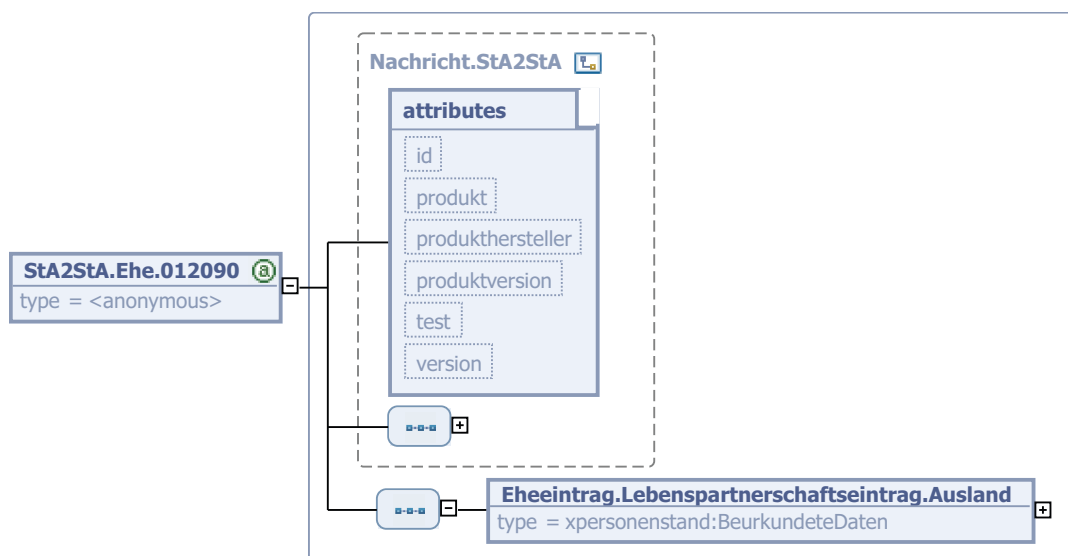 Nachricht.StA2StA
attributes
id
produkt
produkthersteller
produktversion
test
version
StA2StA.Ehe.012090 @
type = <anonymous>
Eheeintrag.Lebenspartnerschaftseintrag.Ausland
type = xpersonenstand:BeurkundeteDaten